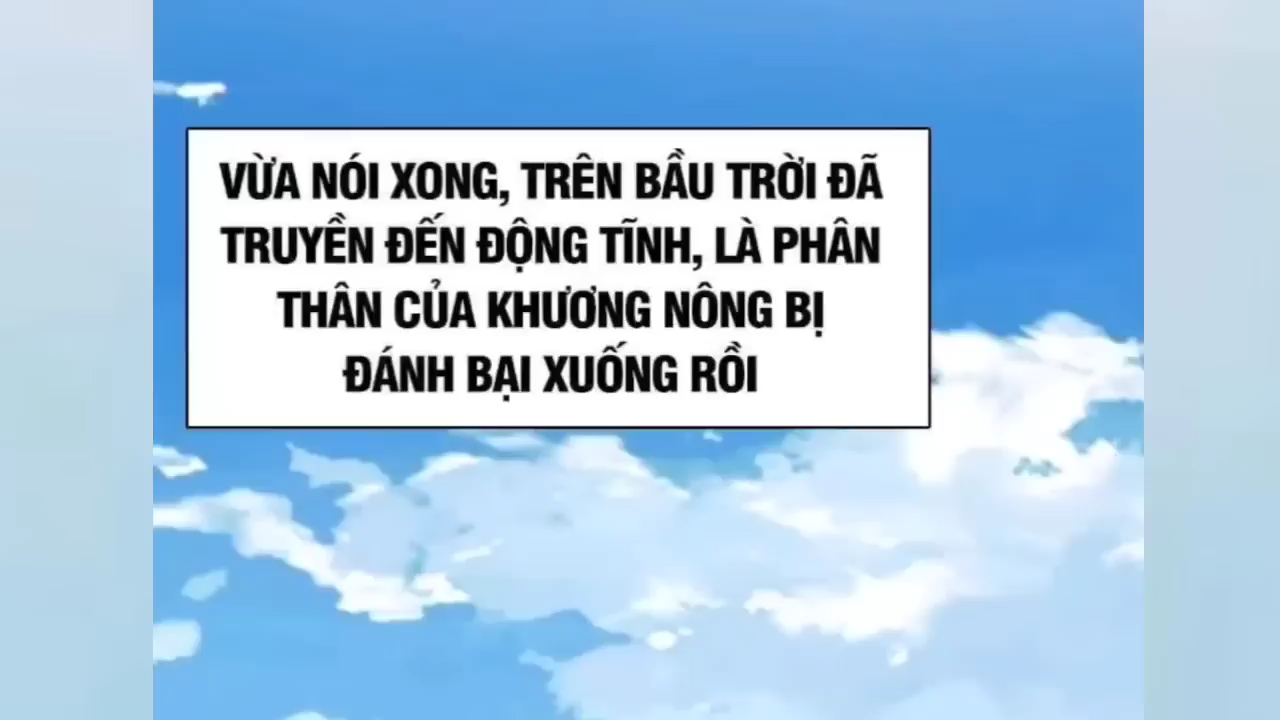 VỪA NÓI XONG, TRÊN BẦU TRỜI ĐÃ
TRUYỀN ĐẾN ĐỘNG TĨNH, LÀ PHÂN
THÂN CỦA KHƯƠNG NÔNG BỊ
ĐÁNH BẠI XUỐNG RỒI